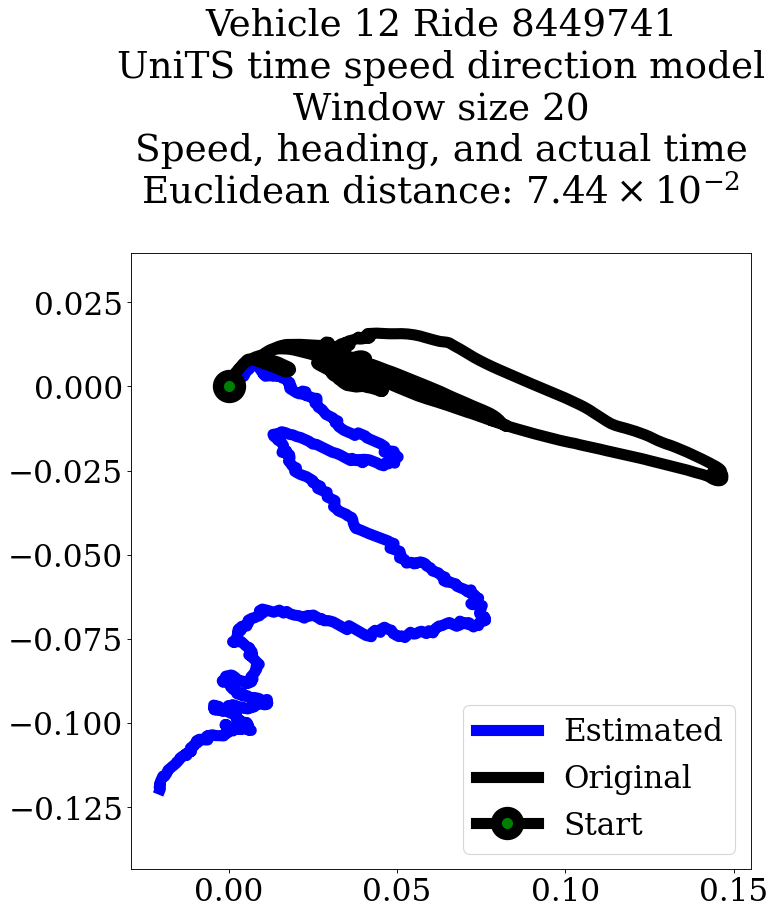 Vehicle 12 Ride 8449741
UniTS time speed direction model
Window size 20
Speed, heading, and actual time
Euclidean distance: 7.44 × 10⁻²
0.025
0.000
−0.025
−0.050
−0.075
−0.100
−0.125
Estimated
Original
Start
0.00 0.05 0.10 0.15